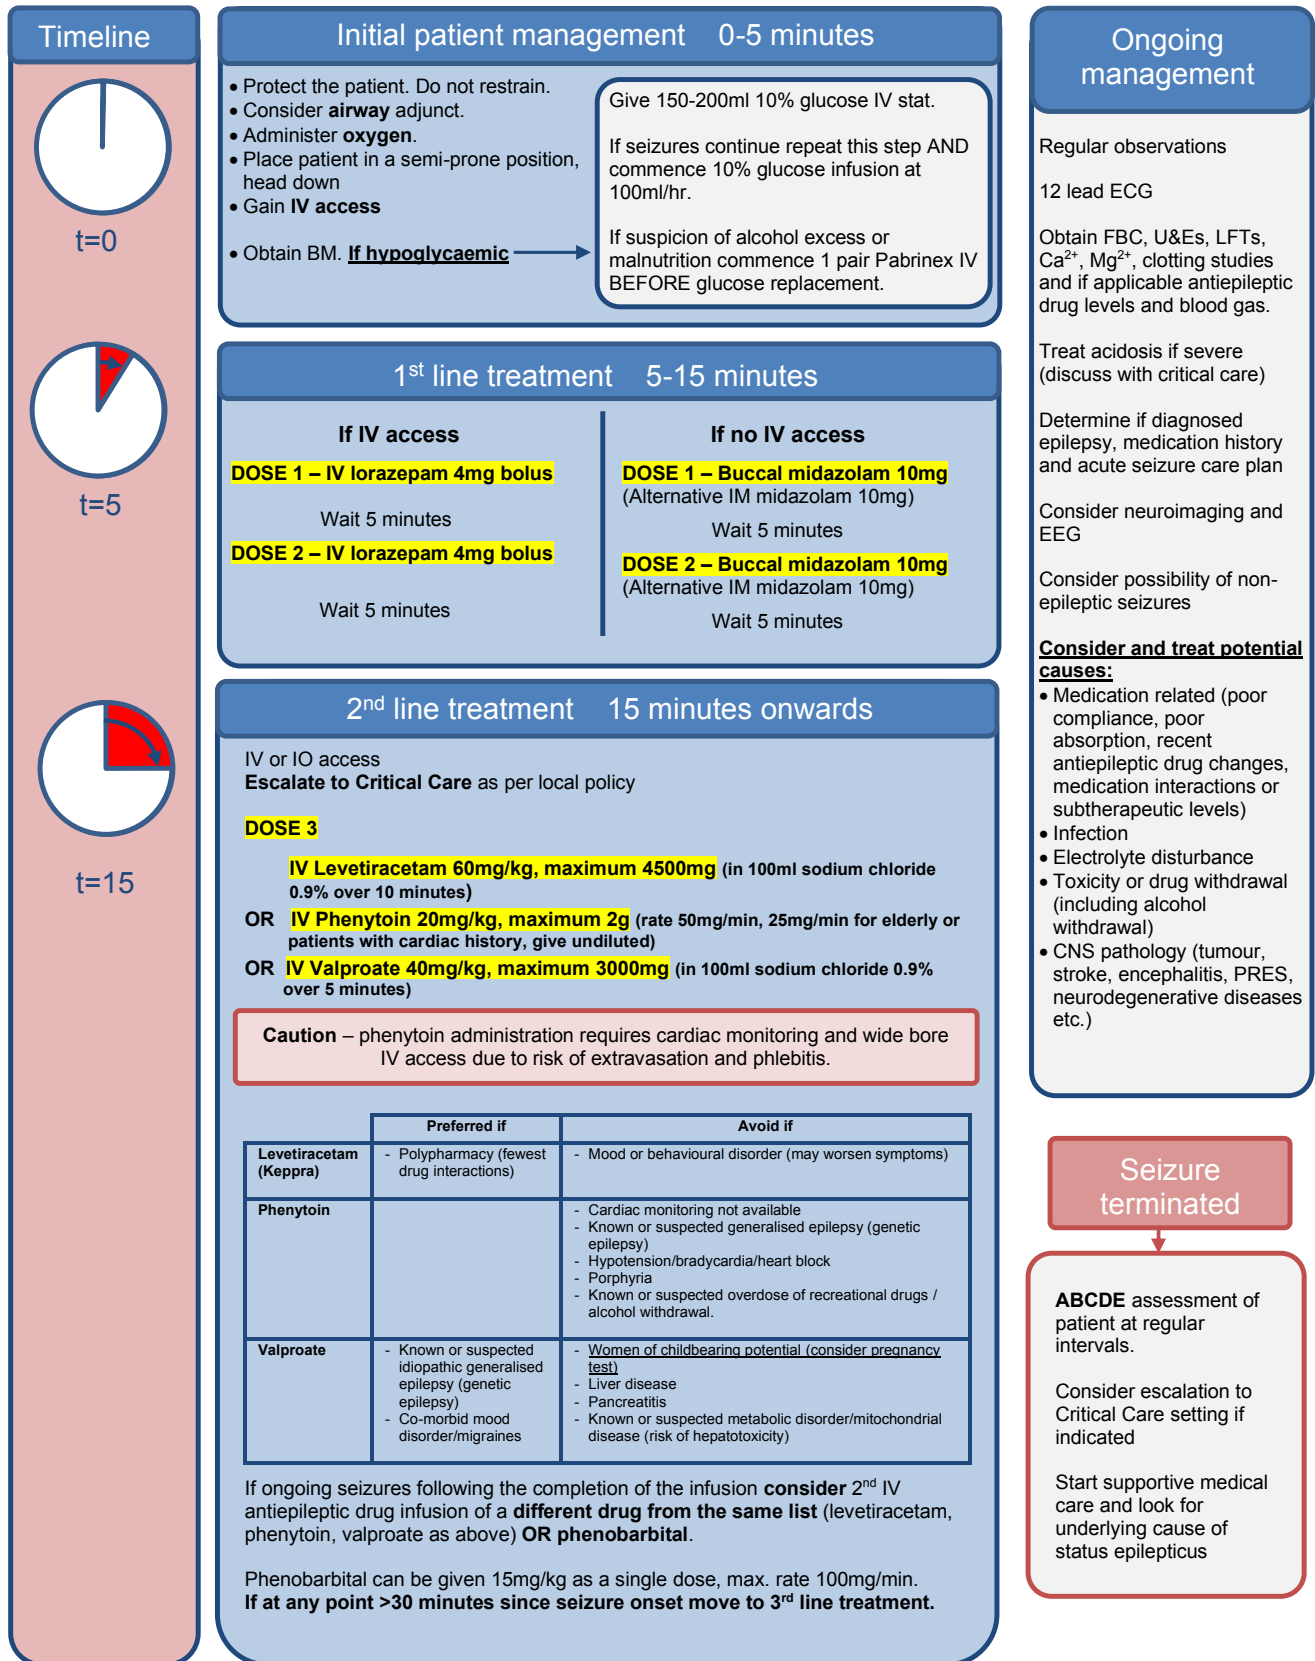 Timeline
t=0
t=5
t=15
Initial patient management 0-5 minutes
• Protect the patient. Do not restrain.
• Consider airway adjunct.
• Administer oxygen.
• Place patient in a semi-prone position,
head down
• Gain IV access
• Obtain BM. If hypoglycaemic
Give 150-200ml 10% glucose IV stat.
If seizures continue repeat this step AND
commence 10% glucose infusion at
100ml/hr.
If suspicion of alcohol excess or
malnutrition commence 1 pair Pabrinex IV
BEFORE glucose replacement.
1st line treatment 5-15 minutes
If IV access
DOSE 1 – IV lorazepam 4mg bolus
Wait 5 minutes
DOSE 2 – IV lorazepam 4mg bolus
Wait 5 minutes
If no IV access
DOSE 1 – Buccal midazolam 10mg
(Alternative IM midazolam 10mg)
Wait 5 minutes
DOSE 2 – Buccal midazolam 10mg
(Alternative IM midazolam 10mg)
Wait 5 minutes
2nd line treatment 15 minutes onwards
IV or IO access
Escalate to Critical Care as per local policy
DOSE 3
IV Levetiracetam 60mg/kg, maximum 4500mg (in 100ml sodium chloride
0.9% over 10 minutes)
OR IV Phenytoin 20mg/kg, maximum 2g (rate 50mg/min, 25mg/min for elderly or
patients with cardiac history, give undiluted)
OR IV Valproate 40mg/kg, maximum 3000mg (in 100ml sodium chloride 0.9%
over 5 minutes)
Caution – phenytoin administration requires cardiac monitoring and wide bore
IV access due to risk of extravasation and phlebitis.
Preferred if
Avoid if
Levetiracetam
(Keppra)
- Polypharmacy (fewest
drug interactions)
- Mood or behavioural disorder (may worsen symptoms)
Phenytoin
- Cardiac monitoring not available
- Known or suspected generalised epilepsy (genetic
epilepsy)
- Hypotension/bradycardia/heart block
- Porphyria
- Known or suspected overdose of recreational drugs /
alcohol withdrawal.
Valproate
- Known or suspected
idiopathic generalised
epilepsy (genetic
epilepsy)
- Co-morbid mood
disorder/migraines
- Women of childbearing potential (consider pregnancy
test)
- Liver disease
- Pancreatitis
- Known or suspected metabolic disorder/mitochondrial
disease (risk of hepatotoxicity)
If ongoing seizures following the completion of the infusion consider 2nd IV
antiepileptic drug infusion of a different drug from the same list (levetiracetam,
phenytoin, valproate as above) OR phenobarbital.
Phenobarbital can be given 15mg/kg as a single dose, max. rate 100mg/min.
If at any point >30 minutes since seizure onset move to 3rd line treatment.
Ongoing
management
Regular observations
12 lead ECG
Obtain FBC, U&Es, LFTs,
Ca2+, Mg2+, clotting studies
and if applicable antiepileptic
drug levels and blood gas.
Treat acidosis if severe
(discuss with critical care)
Determine if diagnosed
epilepsy, medication history
and acute seizure care plan
Consider neuroimaging and
EEG
Consider possibility of non-
epileptic seizures
Consider and treat potential
causes:
• Medication related (poor
compliance, poor
absorption, recent
antiepileptic drug changes,
medication interactions or
subtherapeutic levels)
• Infection
• Electrolyte disturbance
• Toxicity or drug withdrawal
(including alcohol
withdrawal)
• CNS pathology (tumour,
stroke, encephalitis, PRES,
neurodegenerative diseases
etc.)
Seizure
terminated
ABCDE assessment of
patient at regular
intervals.
Consider escalation to
Critical Care setting if
indicated
Start supportive medical
care and look for
underlying cause of
status epilepticus